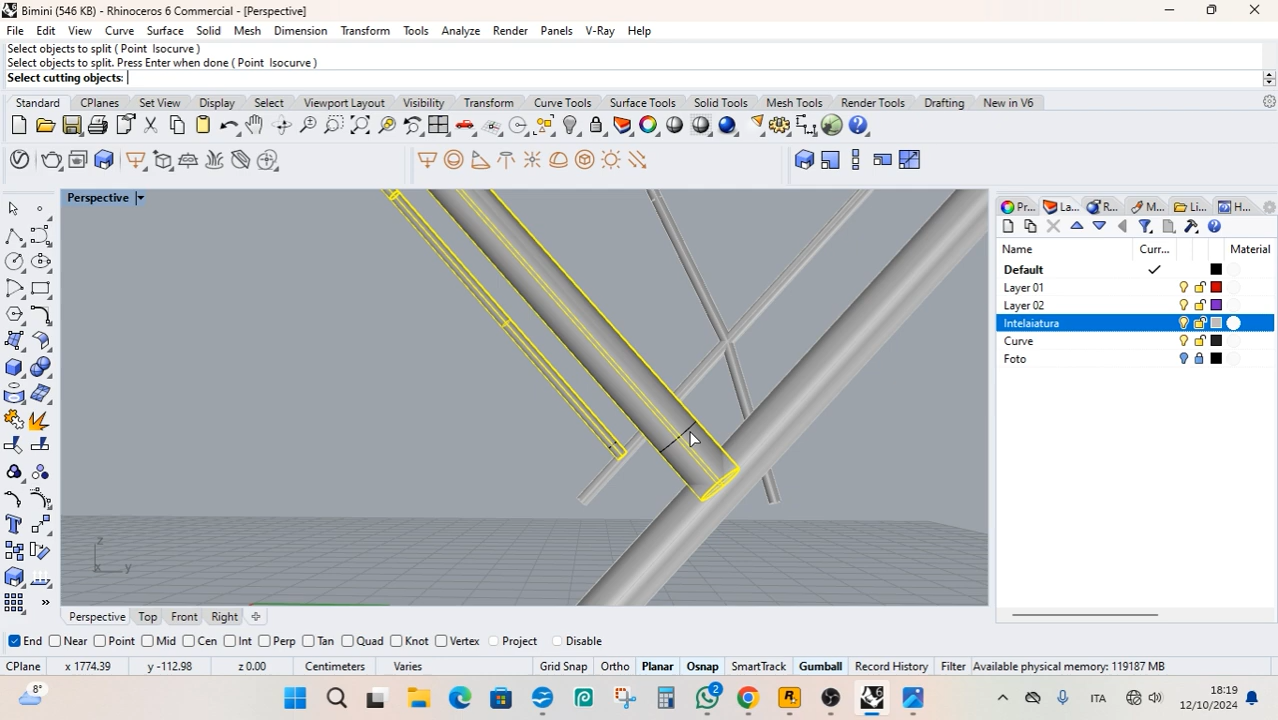 Bimini (546 KB) - Rhinoceros 6 Commercial - [Perspective]
File Edit View Curve Surface Solid Mesh Dimension Transform Tools Analyze Render Panels V-Ray Help
Select objects to split ( Point Isocurve )
Select objects to split. Press Enter when done ( Point Isocurve )
Select cutting objects:
Standard CPlanes Set View Display Select Viewport Layout Visibility Transform Curve Tools Surface Tools Solid Tools Mesh Tools Render Tools Drafting New in V6
Perspective
Pr... La... R... M... Li... H...
Name Curr... Material
Default
Layer 01
Layer 02
Intelaiatura
Curve
Foto
z
x y
Perspective Top Front Right
End Near Point Mid Cen Int Perp Tan Quad Knot Vertex Project Disable
CPlane x 1774.39 y -112.98 z 0.00 Centimeters Varies Grid Snap Ortho Planar Osnap SmartTrack Gumball Record History Filter Available physical memory: 119187 MB
8° 2 R 6 ITA 18:19
12/10/2024